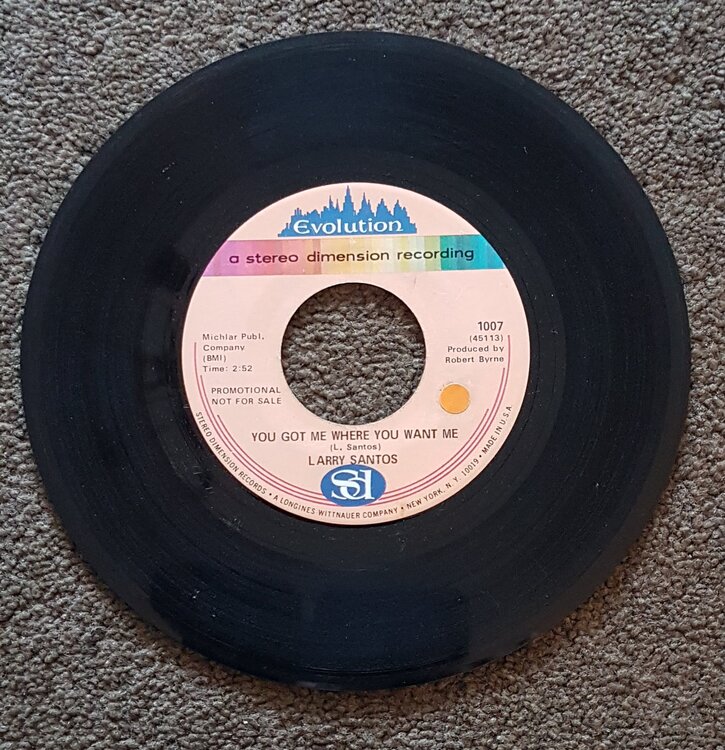 Evolution
a stereo dimension recording
Michlar Publ.
Company
(BMI)
Time: 2:52
PROMOTIONAL
NOT FOR SALE
1007
(45113)
Produced by
Robert Byrne
YOU GOT ME WHERE YOU WANT ME
(L. Santos)
LARRY SANTOS
Sd
STEREO DIMENSION RECORDS • A LONGINES WITTNAUER COMPANY • NEW YORK, N. Y. 10019 • MADE IN U.S.A